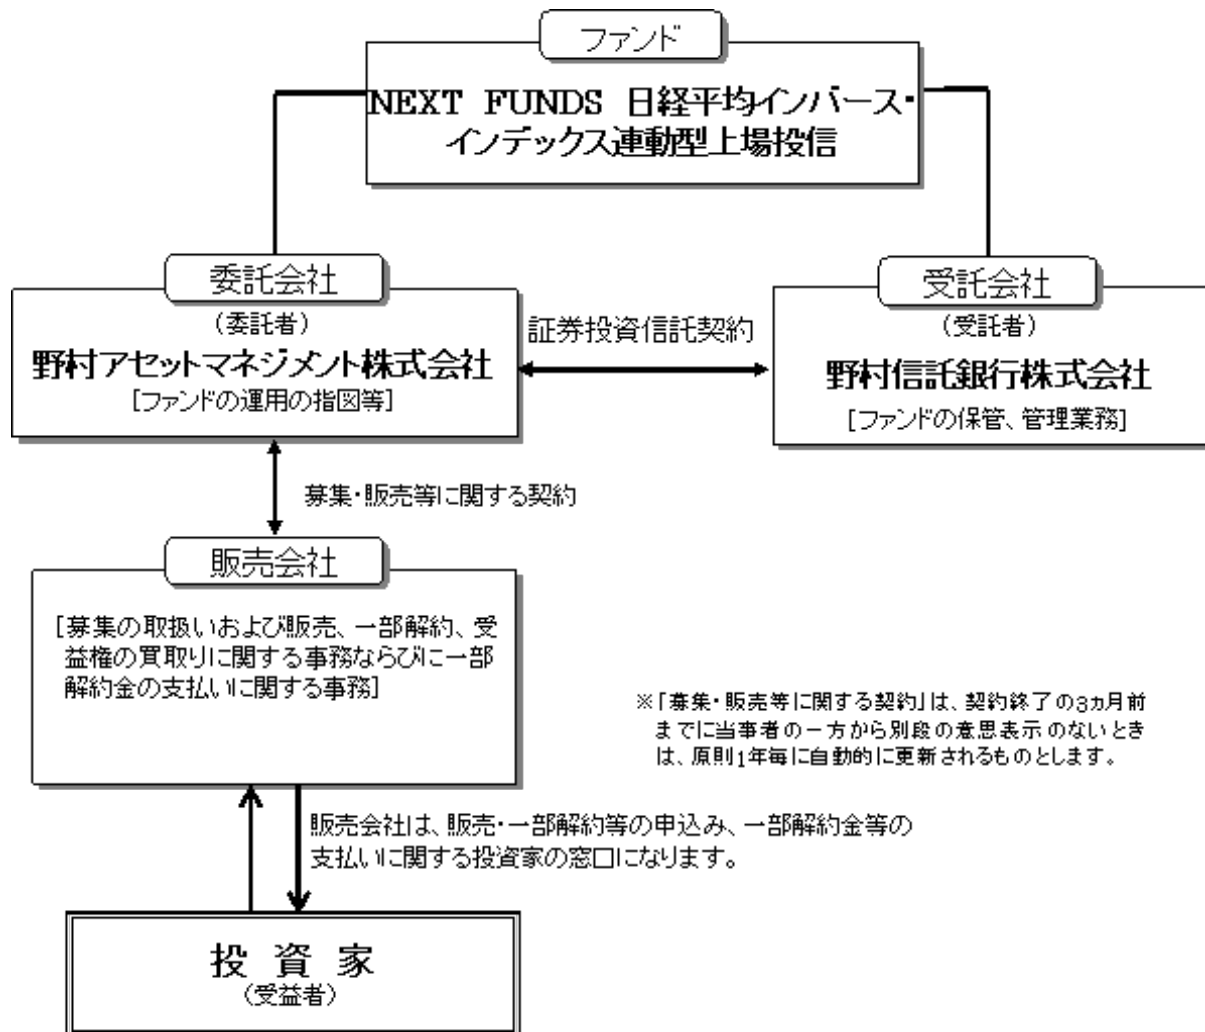 ファンド
NEXT FUNDS 日経平均インバース・
インデックス連動型上場投信
委託会社
（委託者）
野村アセットマネジメント株式会社
[ファンドの運用の指図等]
証券投資信託契約
受託会社
（受託者）
野村信託銀行株式会社
[ファンドの保管、管理業務]
募集・販売等に関する契約
販売会社
[募集の取扱いおよび販売、一部解約、受
益権の買取りに関する事務ならびに一部
解約金の支払いに関する事務]
※「募集・販売等に関する契約」は、契約終了の3ヵ月前
までに当事者の一方から別段の意思表示のないとき
は、原則1年毎に自動的に更新されるものとします。
販売会社は、販売・一部解約等の申込み、一部解約金等の
支払いに関する投資家の窓口になります。
投資家
（受益者）